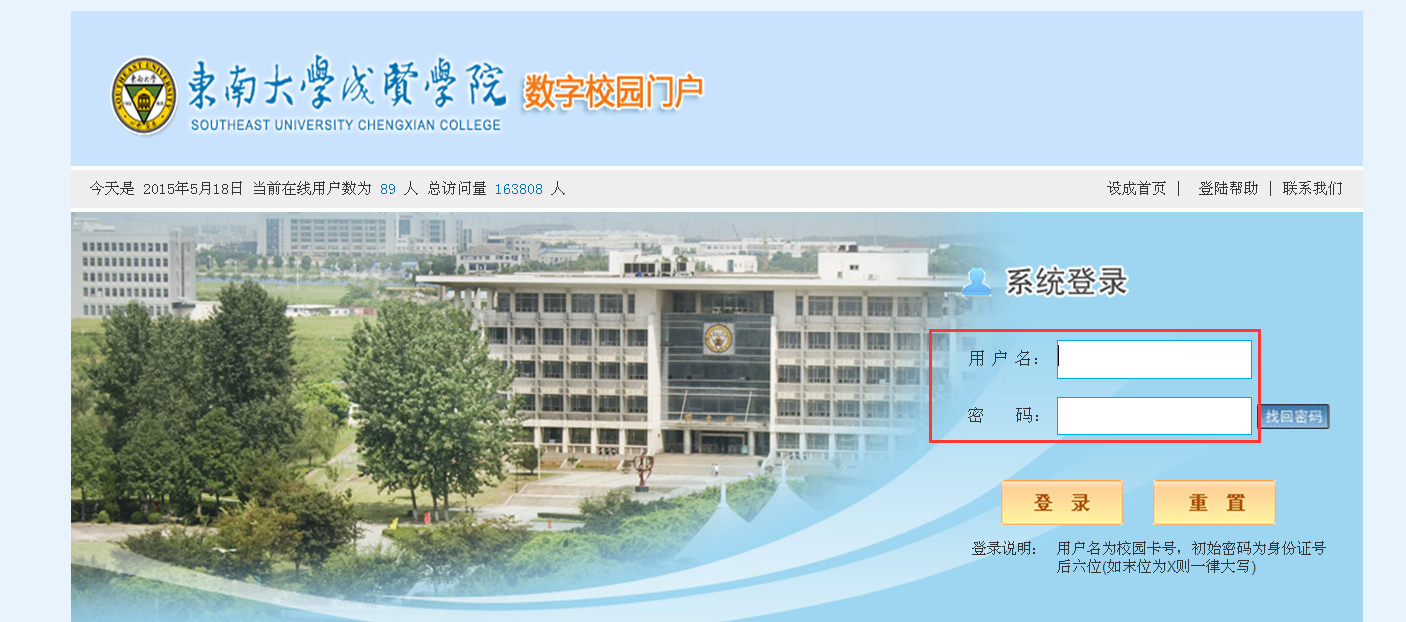 東南大學成賢學院 数字校园门户
SOUTHEAST UNIVERSITY CHENGXIAN COLLEGE
今天是 2015年5月18日 当前在线用户数为 89 人 总访问量 163808 人
设成首页 | 登陆帮助 | 联系我们
系统登录
用 户 名：
密 码：
找回密码
登 录
重 置
登录说明： 用户名为校园卡号，初始密码为身份证号
后六位(如末位为X则一律大写)